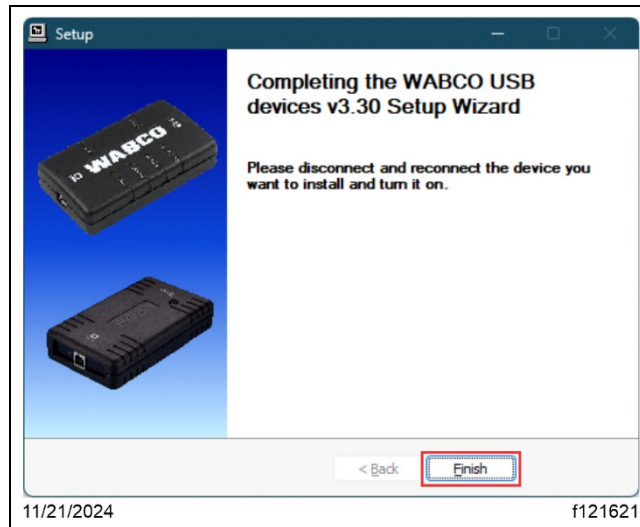 Setup
Completing the WABCO USB
devices v3.30 Setup Wizard
Please disconnect and reconnect the device you
want to install and turn it on.
WABCO
< Back
Finish
11/21/2024
f121621